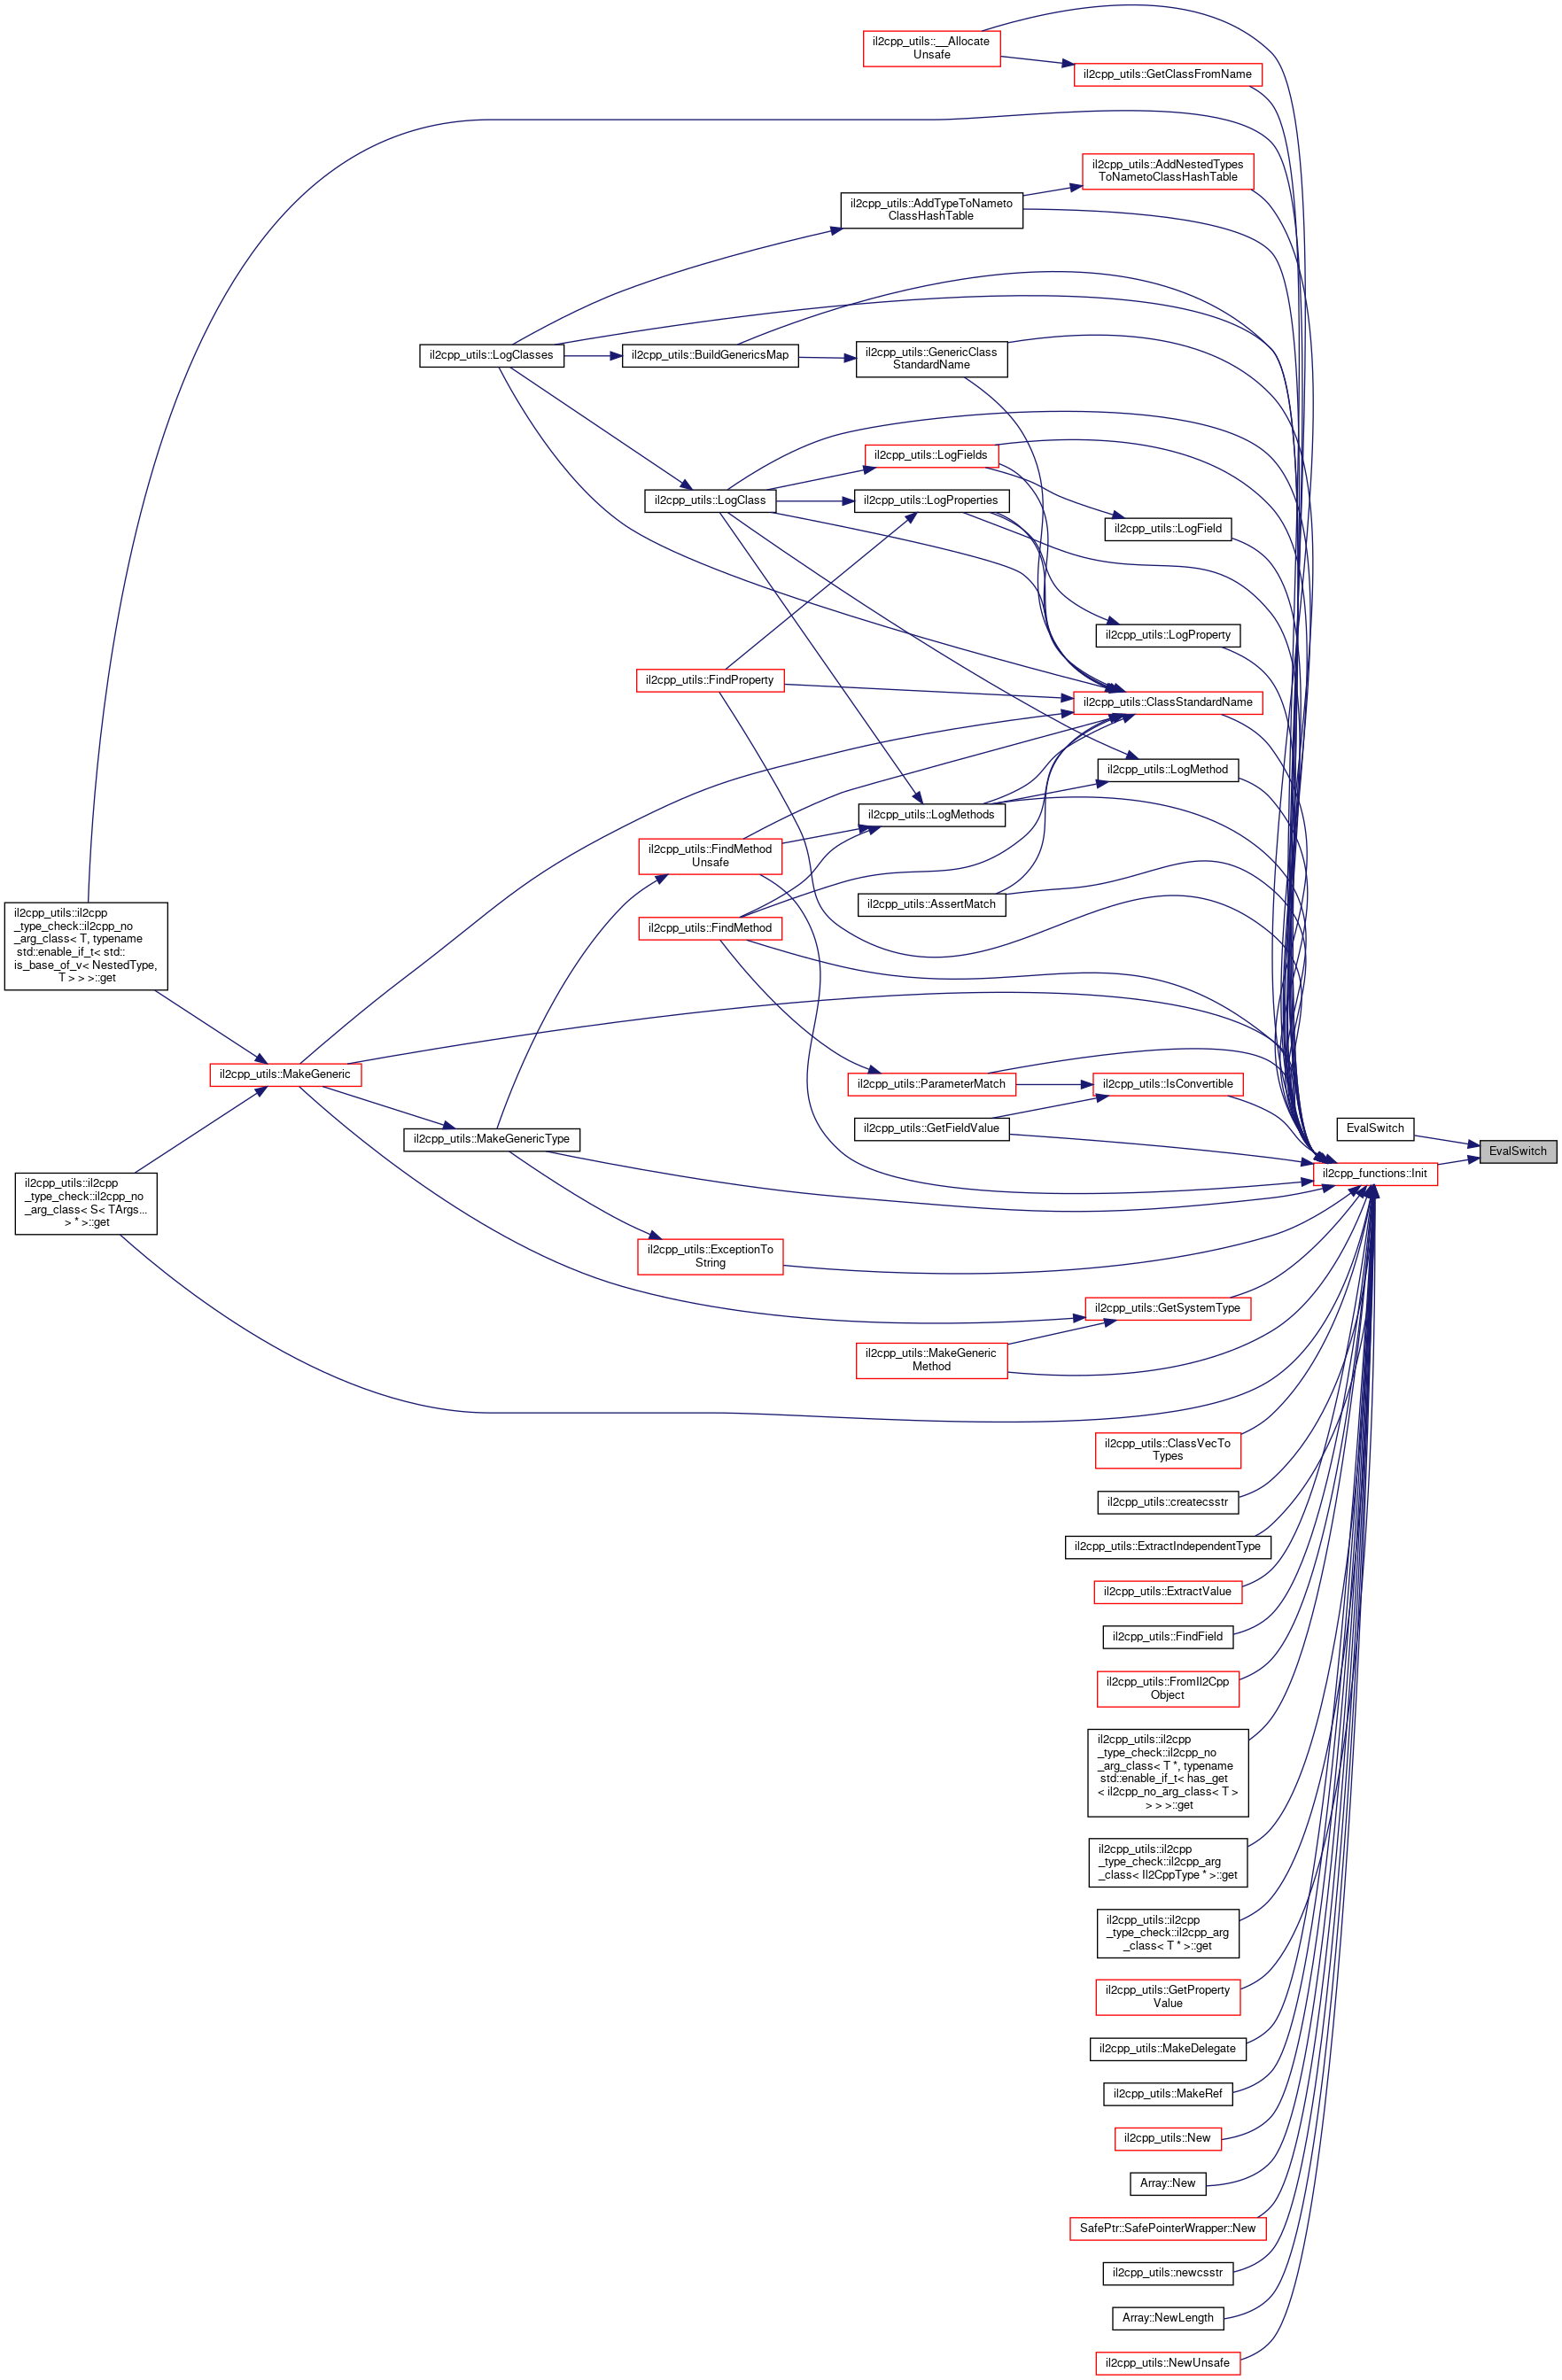 il2cpp_utils::__Allocate
Unsafe
il2cpp_utils::GetClassFromName
il2cpp_utils::AddNestedTypes
ToNametoClassHashTable
il2cpp_utils::AddTypeToNameto
ClassHashTable
il2cpp_utils::LogClasses
il2cpp_utils::BuildGenericsMap
il2cpp_utils::GenericClass
StandardName
il2cpp_utils::LogFields
il2cpp_utils::LogClass
il2cpp_utils::LogProperties
il2cpp_utils::LogField
il2cpp_utils::LogProperty
il2cpp_utils::FindProperty
il2cpp_utils::ClassStandardName
il2cpp_utils::LogMethod
il2cpp_utils::LogMethods
il2cpp_utils::FindMethod
Unsafe
il2cpp_utils::AssertMatch
il2cpp_utils::FindMethod
il2cpp_utils::il2cpp
_type_check::il2cpp_no
_arg_class< T, typename
std::enable_if_t< std::
is_base_of_v< NestedType,
T > > >::get
il2cpp_utils::MakeGeneric
il2cpp_utils::ParameterMatch
il2cpp_utils::IsConvertible
il2cpp_utils::GetFieldValue
il2cpp_utils::MakeGenericType
EvalSwitch
EvalSwitch
il2cpp_functions::Init
il2cpp_utils::il2cpp
_type_check::il2cpp_no
_arg_class< S< TArgs...
> * >::get
il2cpp_utils::ExceptionTo
String
il2cpp_utils::GetSystemType
il2cpp_utils::MakeGeneric
Method
il2cpp_utils::ClassVecTo
Types
il2cpp_utils::createcsstr
il2cpp_utils::ExtractIndependentType
il2cpp_utils::ExtractValue
il2cpp_utils::FindField
il2cpp_utils::FromIl2Cpp
Object
il2cpp_utils::il2cpp
_type_check::il2cpp_no
_arg_class< T *, typename
std::enable_if_t< has_get
< il2cpp_no_arg_class< T >
> > >::get
il2cpp_utils::il2cpp
_type_check::il2cpp_arg
_class< Il2CppType * >::get
il2cpp_utils::il2cpp
_type_check::il2cpp_arg
_class< T * >::get
il2cpp_utils::GetProperty
Value
il2cpp_utils::MakeDelegate
il2cpp_utils::MakeRef
il2cpp_utils::New
Array::New
SafePtr::SafePointerWrapper::New
il2cpp_utils::newcsstr
Array::NewLength
il2cpp_utils::NewUnsafe